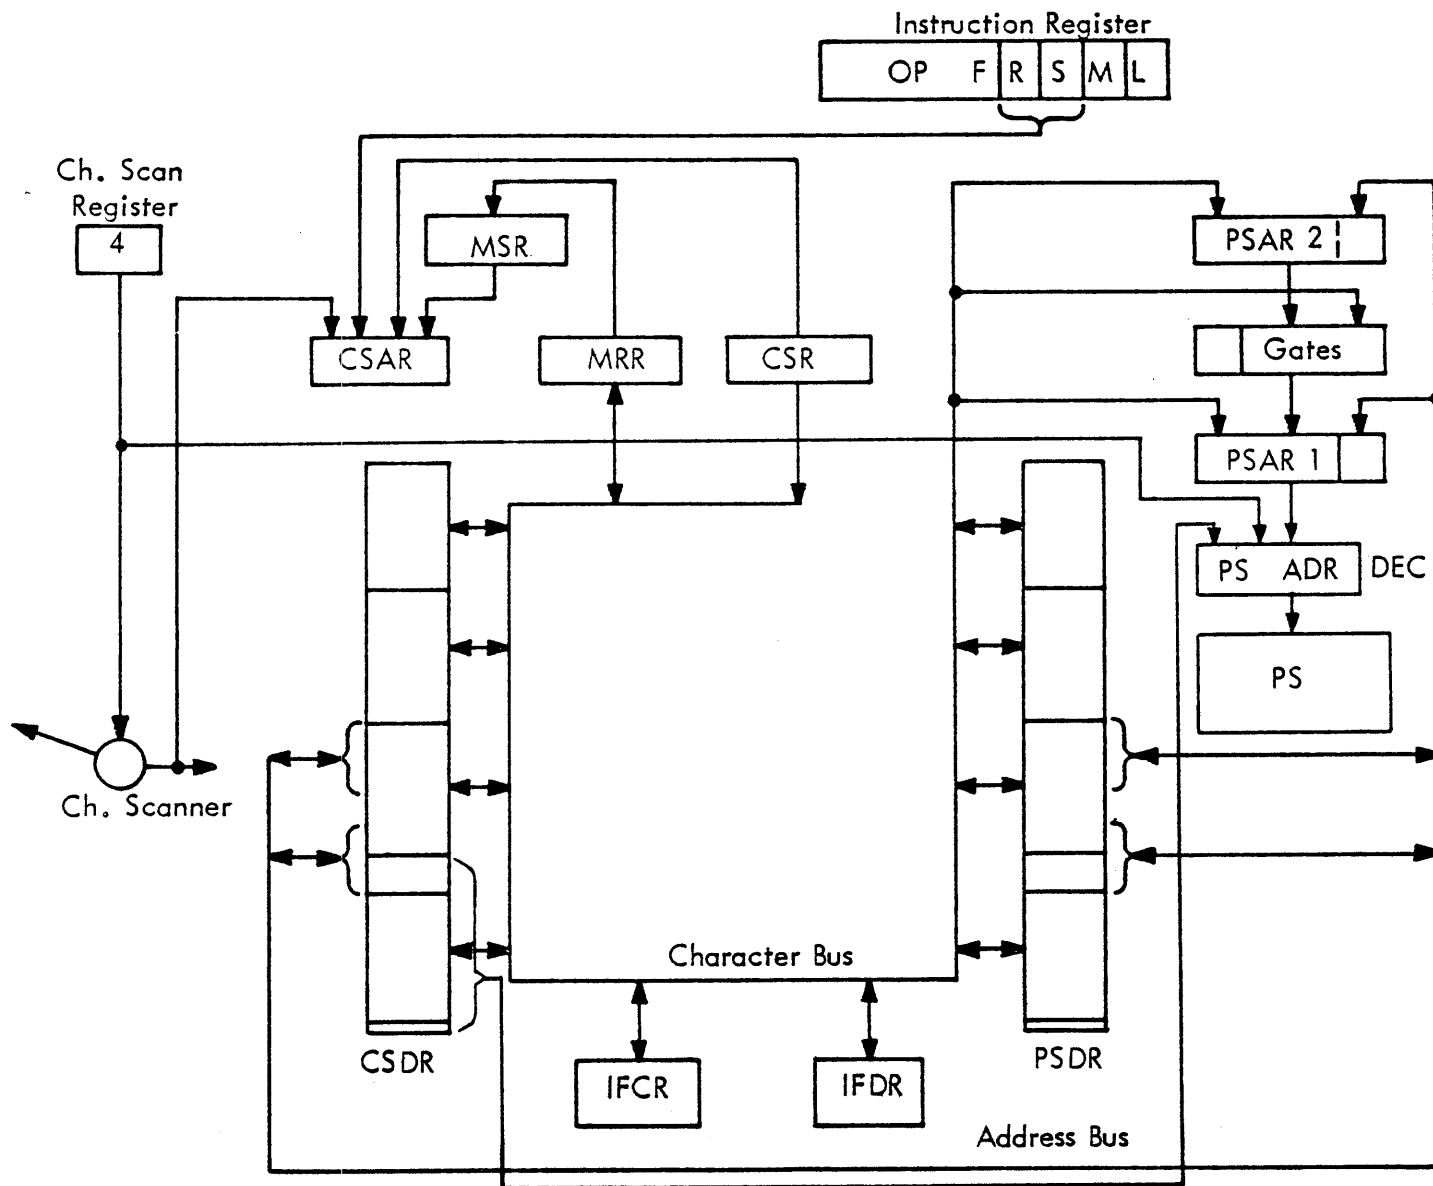 Instruction Register
OP F R S M L
Ch. Scan
Register
4
MSR
PSAR 2
CSAR
MRR
CSR
Gates
PSAR 1
PS ADR DEC
PS
Ch. Scanner
Character Bus
CSDR
PSDR
IFCR
IFDR
Address Bus